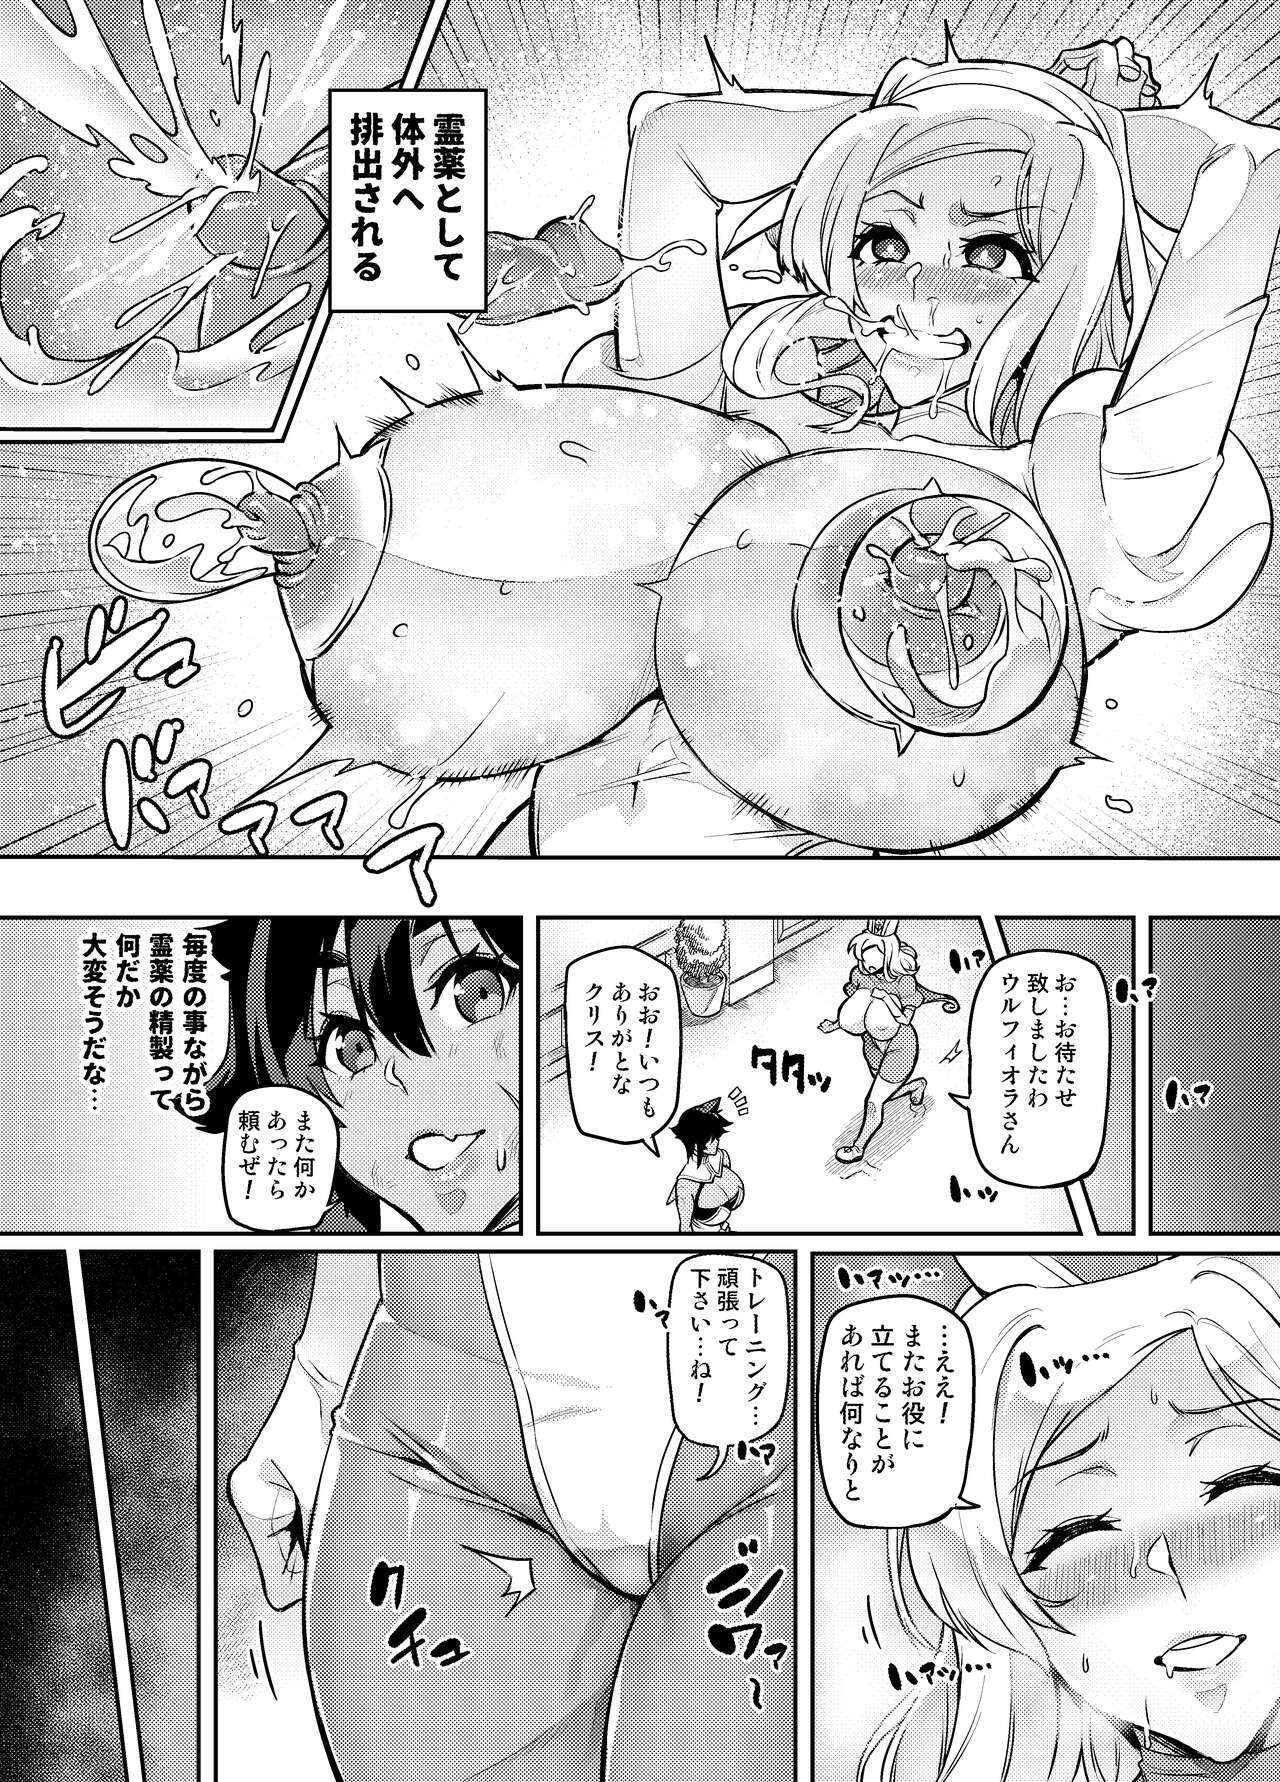 霊薬として
体外へ
排出される
ビュ
ドバァ
マママ
マ
お…お待たせ
致しましたわ
ウルフィオラさん
ハァ
ハァ
ハァッ
タタタッ
おお！いつも
ありがとな
クリス！
毎度の事ながら
霊薬の精製って
何だか
大変そうだな…
また何か
あったら
頼むぜ！
ハァッ…
…ええ！
またお役に
立てることが
あれば何なりと
ハァッ…
ハァッ…
トレーニング…
頑張って
下さい…ね！
ハァ
ハァ
キュ
ジワァ～